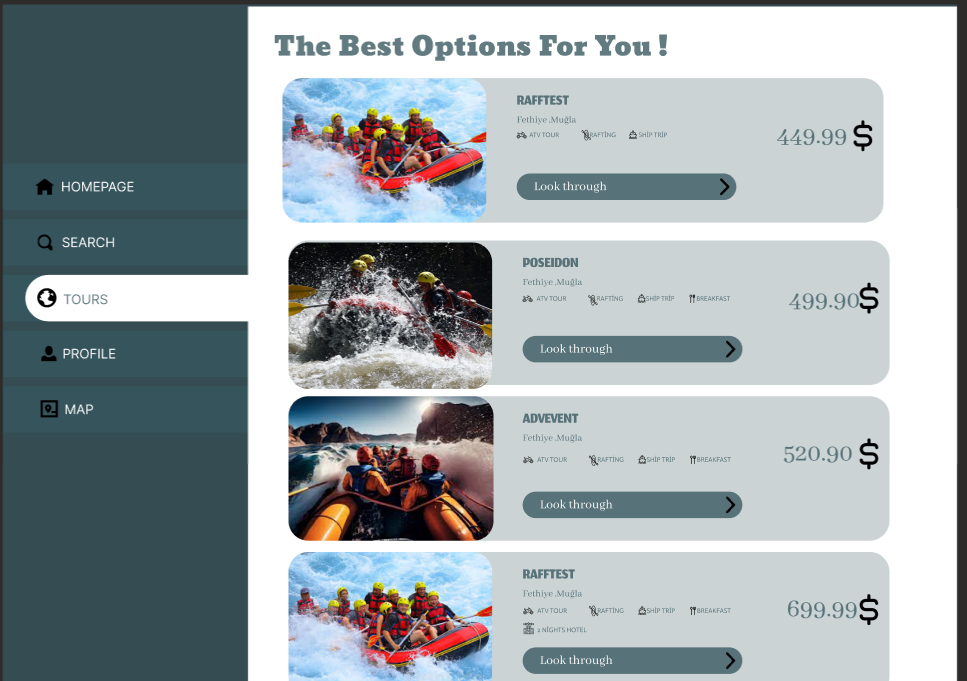 The Best Options For You !
HOMEPAGE
SEARCH
TOURS
PROFILE
MAP
RAFFTEST
Fethiye ,Muğla
ATV TOUR RAFTİNG SHİP TRİP
449.99 $
Look through
POSEIDON
Fethiye ,Muğla
ATV TOUR RAFTİNG SHİP TRİP BREAKFAST
499.90$
Look through
ADVEVENT
Fethiye ,Muğla
ATV TOUR RAFTİNG SHİP TRİP BREAKFAST
520.90 $
Look through
RAFFTEST
Fethiye ,Muğla
ATV TOUR RAFTİNG SHİP TRİP BREAKFAST
2 NİGHTS HOTEL
699.99$
Look through